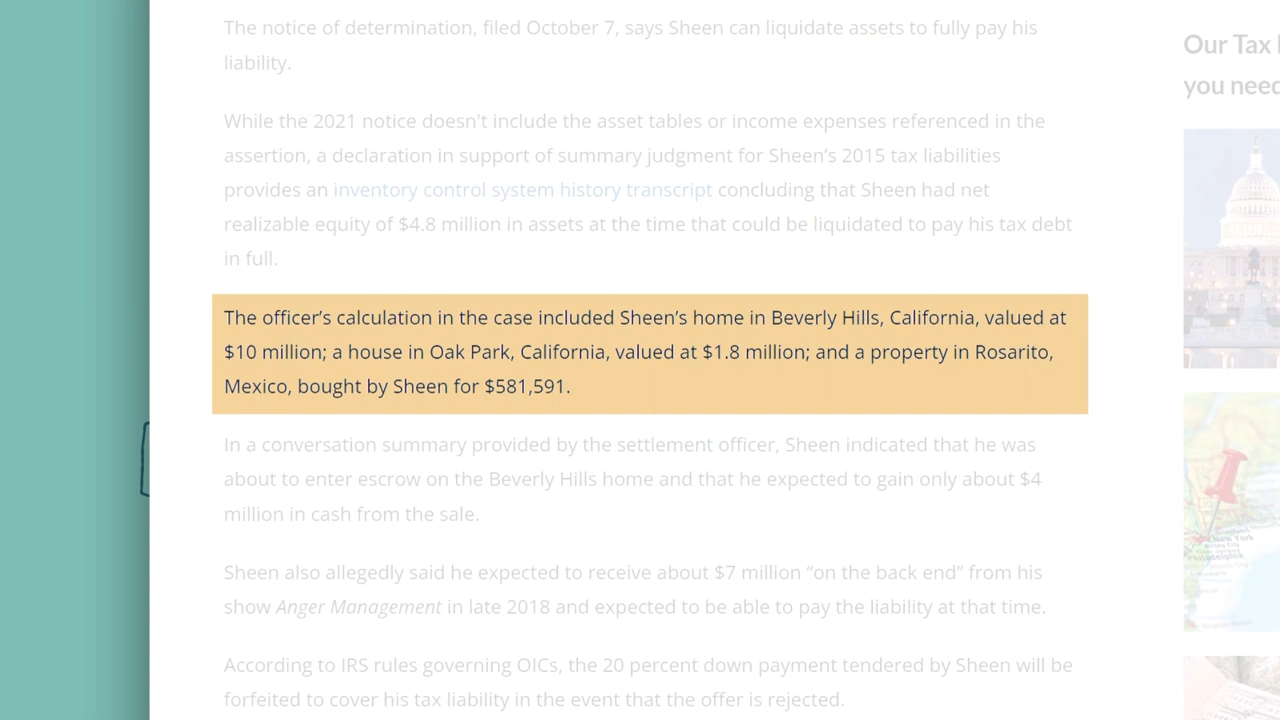 The notice of determination, filed October 7, says Sheen can liquidate assets to fully pay his
liability.
While the 2021 notice doesn't include the asset tables or income expenses referenced in the
assertion, a declaration in support of summary judgment for Sheen’s 2015 tax liabilities
provides an inventory control system history transcript concluding that Sheen had net
realizable equity of $4.8 million in assets at the time that could be liquidated to pay his tax debt
in full.
The officer’s calculation in the case included Sheen’s home in Beverly Hills, California, valued at
$10 million; a house in Oak Park, California, valued at $1.8 million; and a property in Rosarito,
Mexico, bought by Sheen for $581,591.
In a conversation summary provided by the settlement officer, Sheen indicated that he was
about to enter escrow on the Beverly Hills home and that he expected to gain only about $4
million in cash from the sale.
Sheen also allegedly said he expected to receive about $7 million “on the back end” from his
show Anger Management in late 2018 and expected to be able to pay the liability at that time.
According to IRS rules governing OICs, the 20 percent down payment tendered by Sheen will be
forfeited to cover his tax liability in the event that the offer is rejected.
Our Tax
you need
New York
Philadelphia